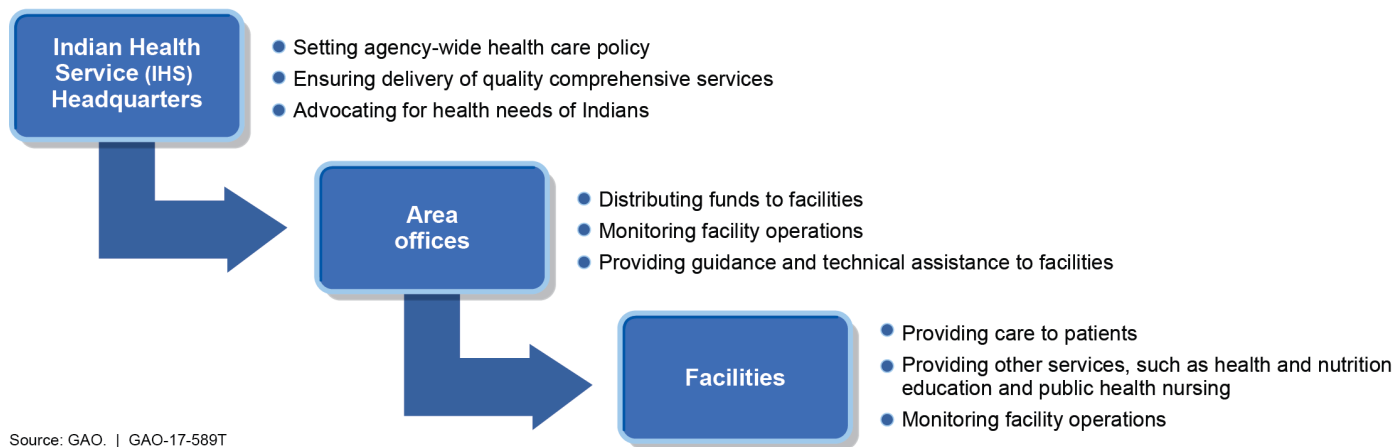 Indian Health
Service (IHS)
Headquarters
Setting agency-wide health care policy
Ensuring delivery of quality comprehensive services
Advocating for health needs of Indians
Area
offices
Distributing funds to facilities
Monitoring facility operations
Providing guidance and technical assistance to facilities
Facilities
Providing care to patients
Providing other services, such as health and nutrition
education and public health nursing
Monitoring facility operations
Source: GAO. | GAO-17-589T